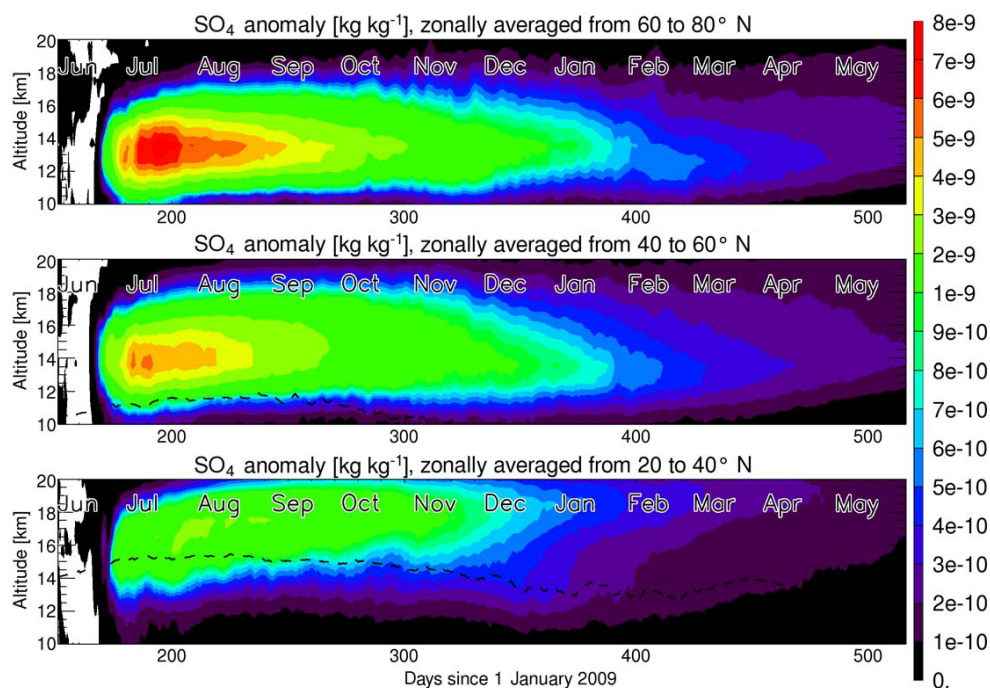 SO₄ anomaly [kg kg⁻¹], zonally averaged from 60 to 80° N
Altitude [km]
20
18
16
14
12
10
Jun Jul Aug Sep Oct Nov Dec Jan Feb Mar Apr May
200 300 400 500
SO₄ anomaly [kg kg⁻¹], zonally averaged from 40 to 60° N
Altitude [km]
20
18
16
14
12
10
Jun Jul Aug Sep Oct Nov Dec Jan Feb Mar Apr May
200 300 400 500
SO₄ anomaly [kg kg⁻¹], zonally averaged from 20 to 40° N
Altitude [km]
20
18
16
14
12
10
Jun Jul Aug Sep Oct Nov Dec Jan Feb Mar Apr May
200 300 400 500
Days since 1 January 2009
8e-9
7e-9
6e-9
5e-9
4e-9
3e-9
2e-9
1e-9
9e-10
8e-10
7e-10
6e-10
5e-10
4e-10
3e-10
2e-10
1e-10
0.